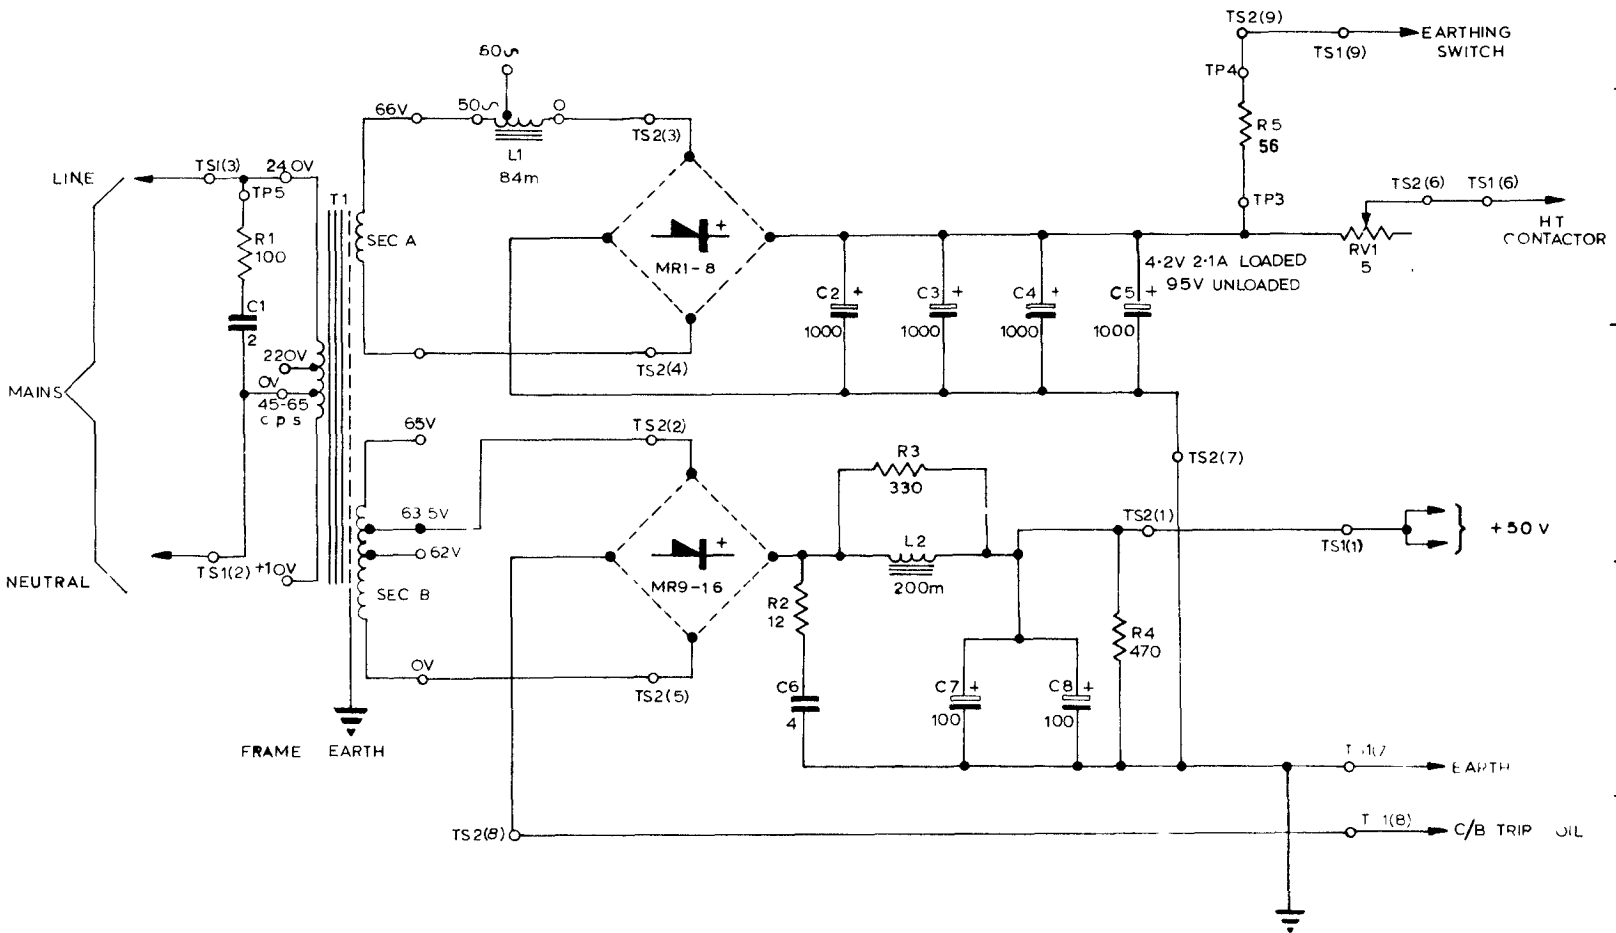 TS2(9)
EARTHING
SWITCH
TS1(9)
60∿
TP4
66V
50∿
O
TS2(3)
R5
56
L1
84m
LINE
TS1(3)
240V
TP5
T1
TP3
TS2(6)
TS1(6)
HT
CONTACTOR
R1
100
SEC A
+
MR1-8
RV1
5
4·2V 2·1A LOADED
95V UNLOADED
C1
2
C2 +
1000
C3 +
1000
C4 +
1000
C5 +
1000
220V
TS2(4)
MAINS
0V
45-65
cps
65V
TS2(2)
R3
330
TS2(7)
63 5V
TS2(1)
TS1(1)
+50V
62V
L2
200m
+
MR9-16
NEUTRAL
TS1(2)
+10V
SEC B
R2
12
R4
470
0V
TS2(5)
C6
4
C7 +
100
C8 +
100
FRAME EARTH
EARTH
TS2(8)
C/B TRIP